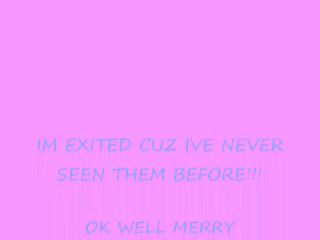 IM EXITED CUZ IVE NEVER
SEEN THEM BEFORE!!!
OK WELL MERRY